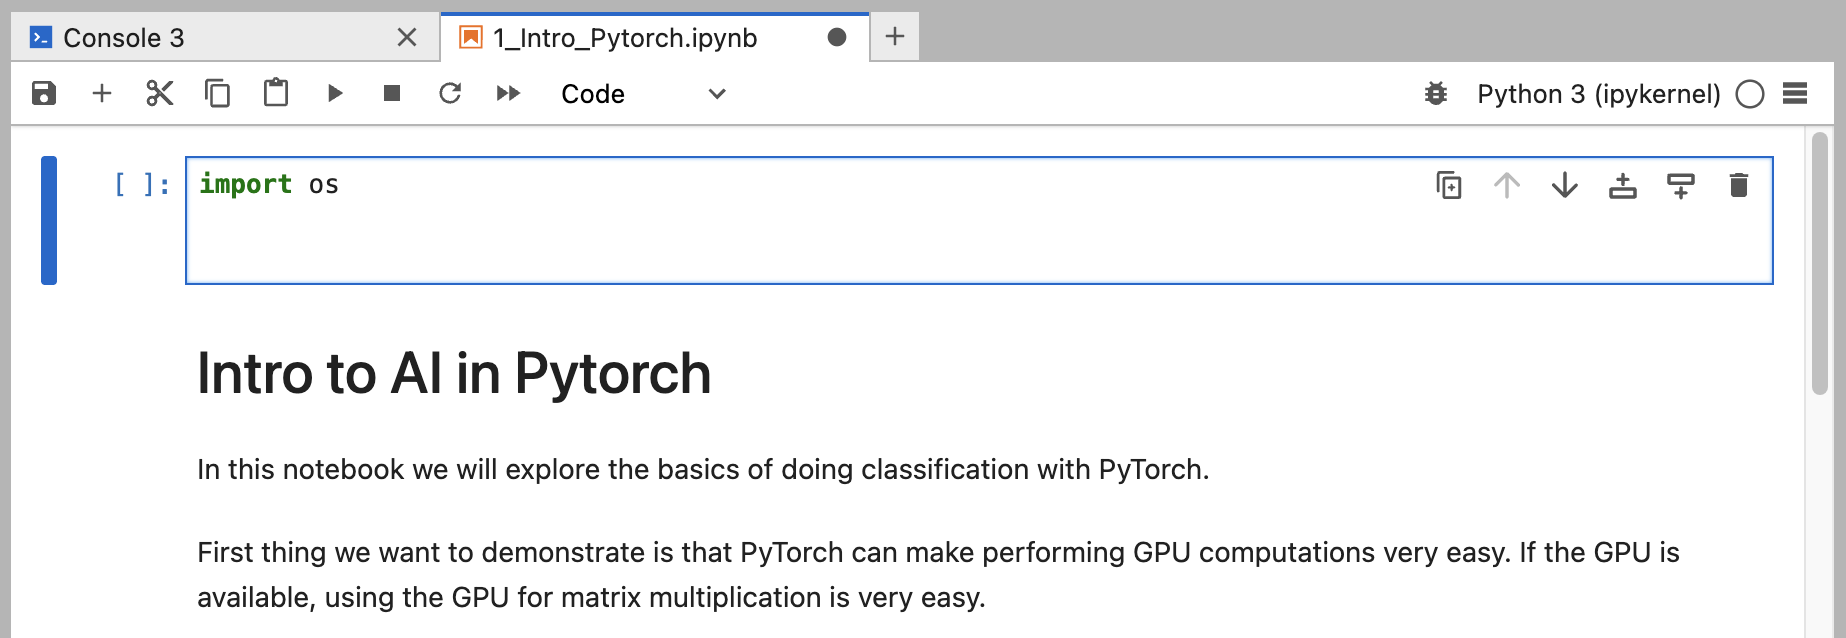 Console 3
1_Intro_Pytorch.ipynb
Code
Python 3 (ipykernel)
[ ]: import os
Intro to AI in Pytorch
In this notebook we will explore the basics of doing classification with PyTorch.
First thing we want to demonstrate is that PyTorch can make performing GPU computations very easy. If the GPU is
available, using the GPU for matrix multiplication is very easy.